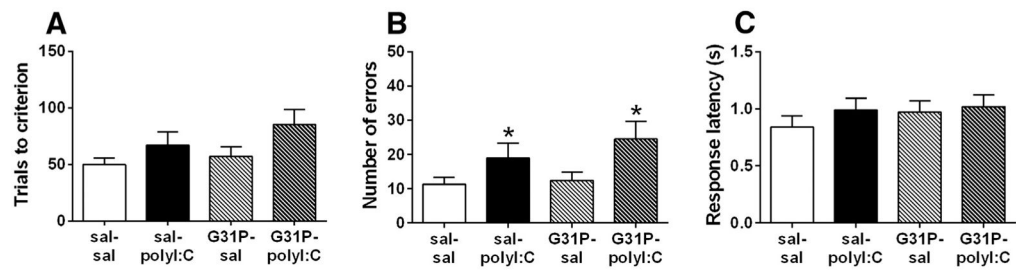 A
Trials to criterion
150
100
50
0
sal-
sal
sal-
polyI:C
G31P-
sal
G31P-
polyI:C
B
Number of errors
50
40
30
20
10
0
*
*
sal-
sal
sal-
polyI:C
G31P-
sal
G31P-
polyI:C
C
Response latency (s)
1.5
1.0
0.5
0.0
sal-
sal
sal-
polyI:C
G31P-
sal
G31P-
polyI:C